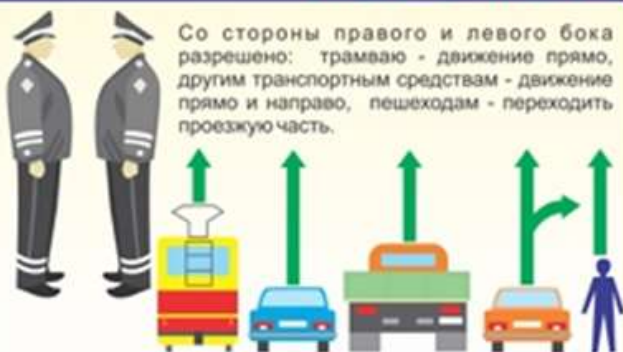 Со стороны правого и левого бока
разрешено: трамваю - движение прямо,
другим транспортным средствам - движение
прямо и направо, пешеходам - переходить
проезжую часть.